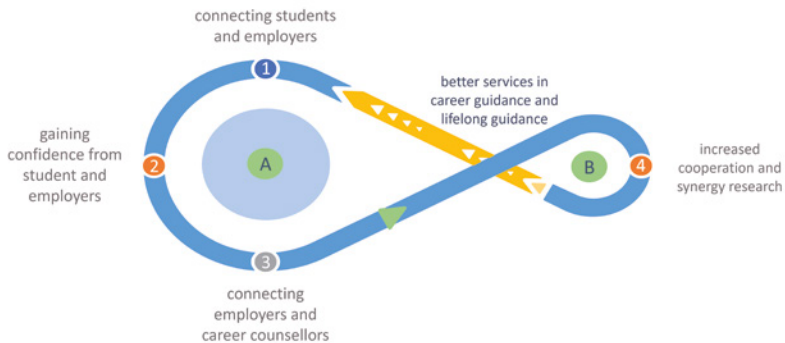 connecting students
and employers
1
better services in
career guidance and
lifelong guidance
gaining
confidence from
student and
employers
2
A
B
4
increased
cooperation and
synergy research
3
connecting
employers and
career counsellors